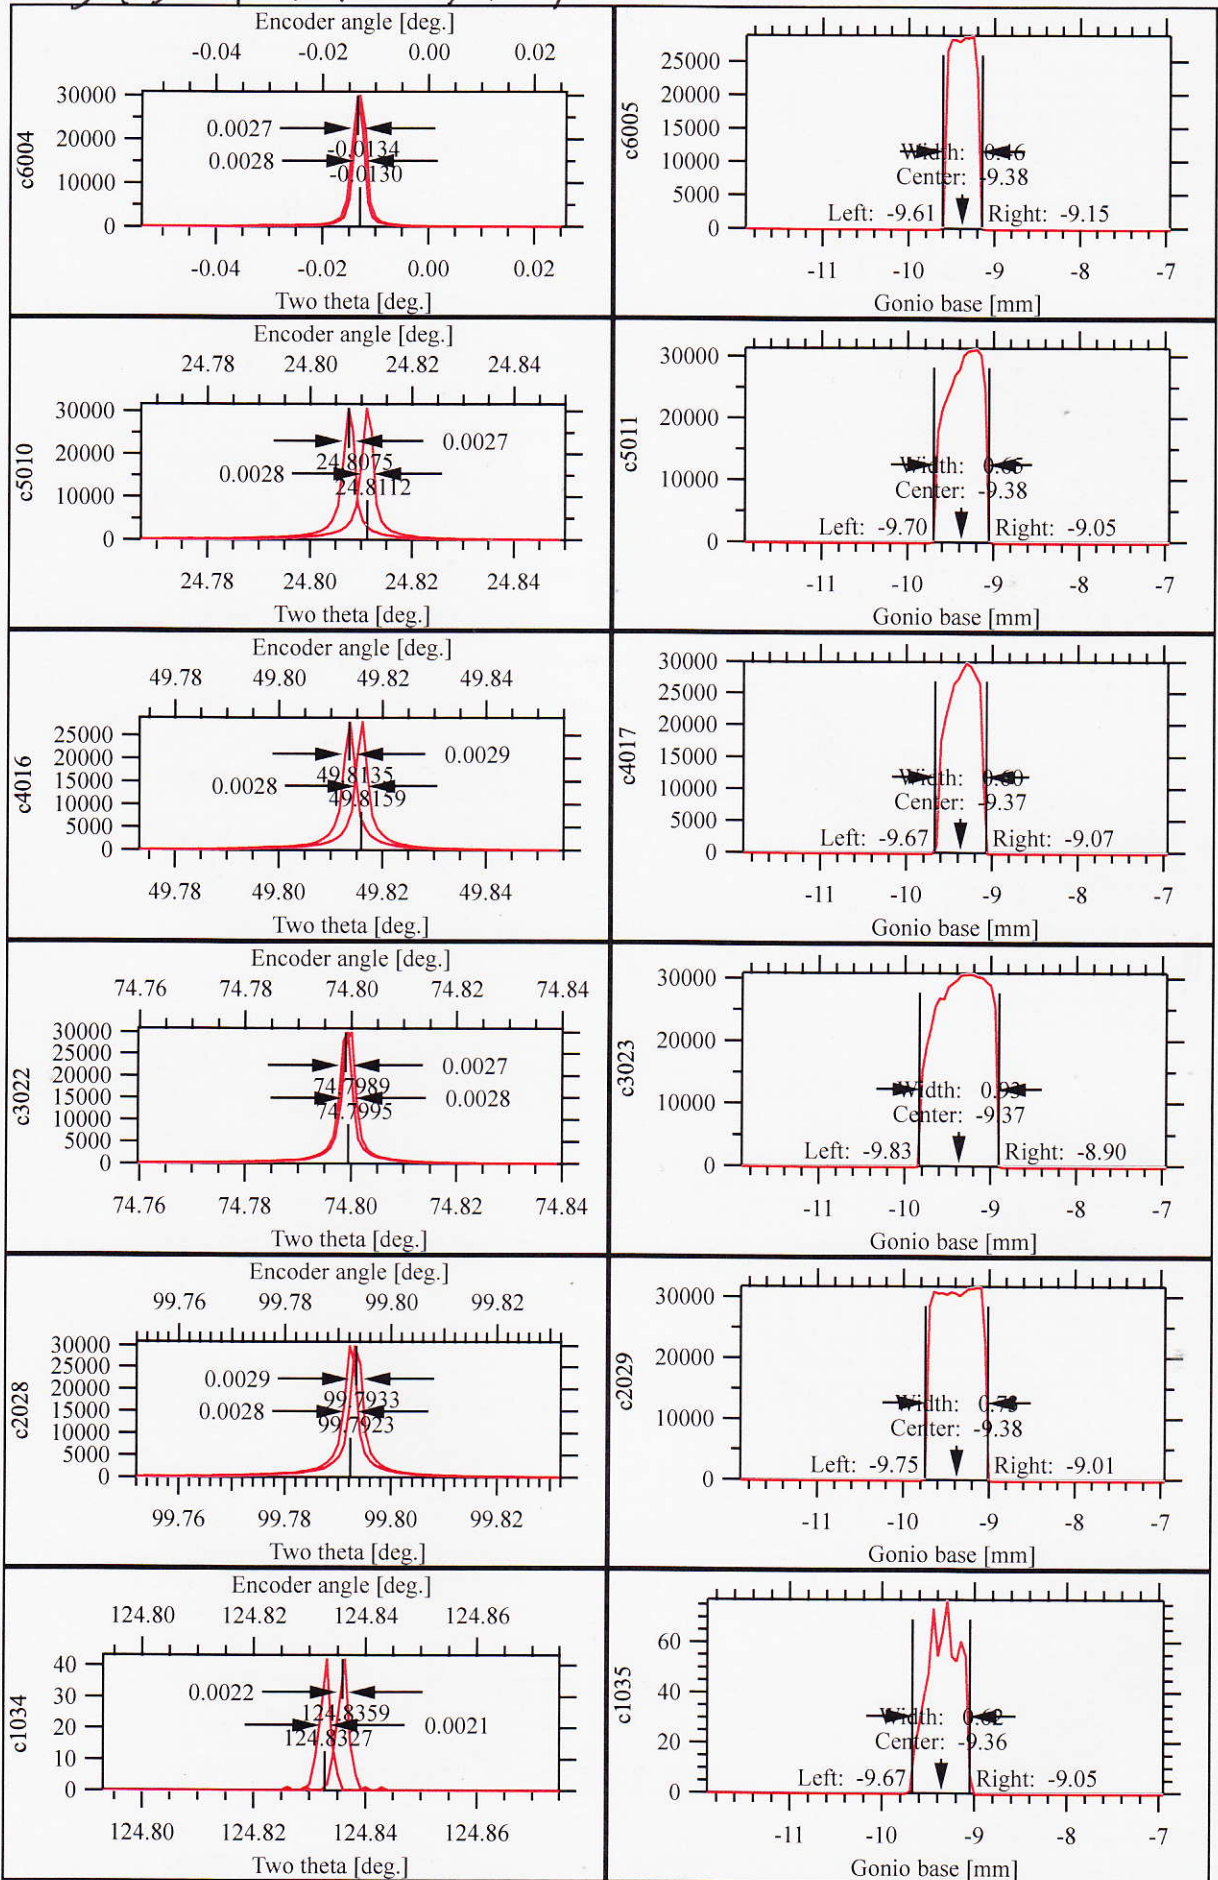 Encoder angle [deg.]
-0.04 -0.02 0.00 0.02
c6004
30000
20000
10000
0
0.0027
-0.0134
0.0028
-0.0130
-0.04 -0.02 0.00 0.02
Two theta [deg.]
c6005
25000
20000
15000
10000
5000
0
Width: 0.46
Center: -9.38
Left: -9.61 Right: -9.15
-11 -10 -9 -8 -7
Gonio base [mm]
Encoder angle [deg.]
24.78 24.80 24.82 24.84
c5010
30000
20000
10000
0
0.0027
24.8075
0.0028
24.8112
24.78 24.80 24.82 24.84
Two theta [deg.]
c5011
30000
20000
10000
0
Width: 0.65
Center: -9.38
Left: -9.70 Right: -9.05
-11 -10 -9 -8 -7
Gonio base [mm]
Encoder angle [deg.]
49.78 49.80 49.82 49.84
c4016
25000
20000
15000
10000
5000
0
0.0029
49.8135
0.0028
49.8159
49.78 49.80 49.82 49.84
Two theta [deg.]
c4017
30000
25000
20000
15000
10000
5000
0
Width: 0.60
Center: -9.37
Left: -9.67 Right: -9.07
-11 -10 -9 -8 -7
Gonio base [mm]
Encoder angle [deg.]
74.76 74.78 74.80 74.82 74.84
c3022
30000
25000
20000
15000
10000
5000
0
0.0027
74.7989
0.0028
74.7995
74.76 74.78 74.80 74.82 74.84
Two theta [deg.]
c3023
30000
20000
10000
0
Width: 0.93
Center: -9.37
Left: -9.83 Right: -8.90
-11 -10 -9 -8 -7
Gonio base [mm]
Encoder angle [deg.]
99.76 99.78 99.80 99.82
c2028
30000
25000
20000
15000
10000
5000
0
0.0029
99.7933
0.0028
99.7923
99.76 99.78 99.80 99.82
Two theta [deg.]
c2029
30000
20000
10000
0
Width: 0.73
Center: -9.38
Left: -9.75 Right: -9.01
-11 -10 -9 -8 -7
Gonio base [mm]
Encoder angle [deg.]
124.80 124.82 124.84 124.86
c1034
40
30
20
10
0
0.0022
124.8359
0.0021
124.8327
124.80 124.82 124.84 124.86
Two theta [deg.]
c1035
60
40
20
0
Width: 0.62
Center: -9.36
Left: -9.67 Right: -9.05
-11 -10 -9 -8 -7
Gonio base [mm]